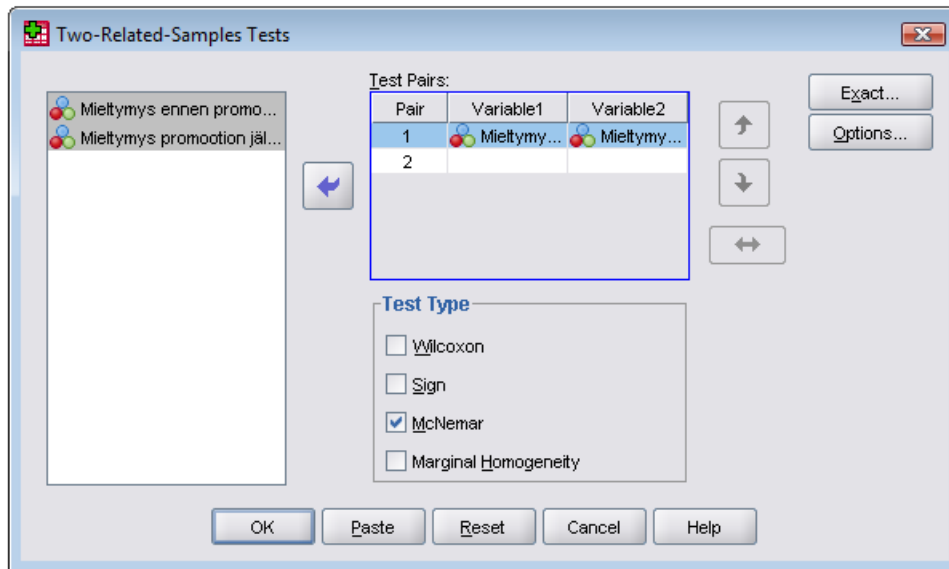 Two-Related-Samples Tests
Mieltymys ennen promo...
Mieltymys promootion jäl...
Test Pairs:
Pair Variable1 Variable2
1 Mieltymy... Mieltymy...
2
Exact...
Options...
Test Type
Wilcoxon
Sign
McNemar
Marginal Homogeneity
OK Paste Reset Cancel Help